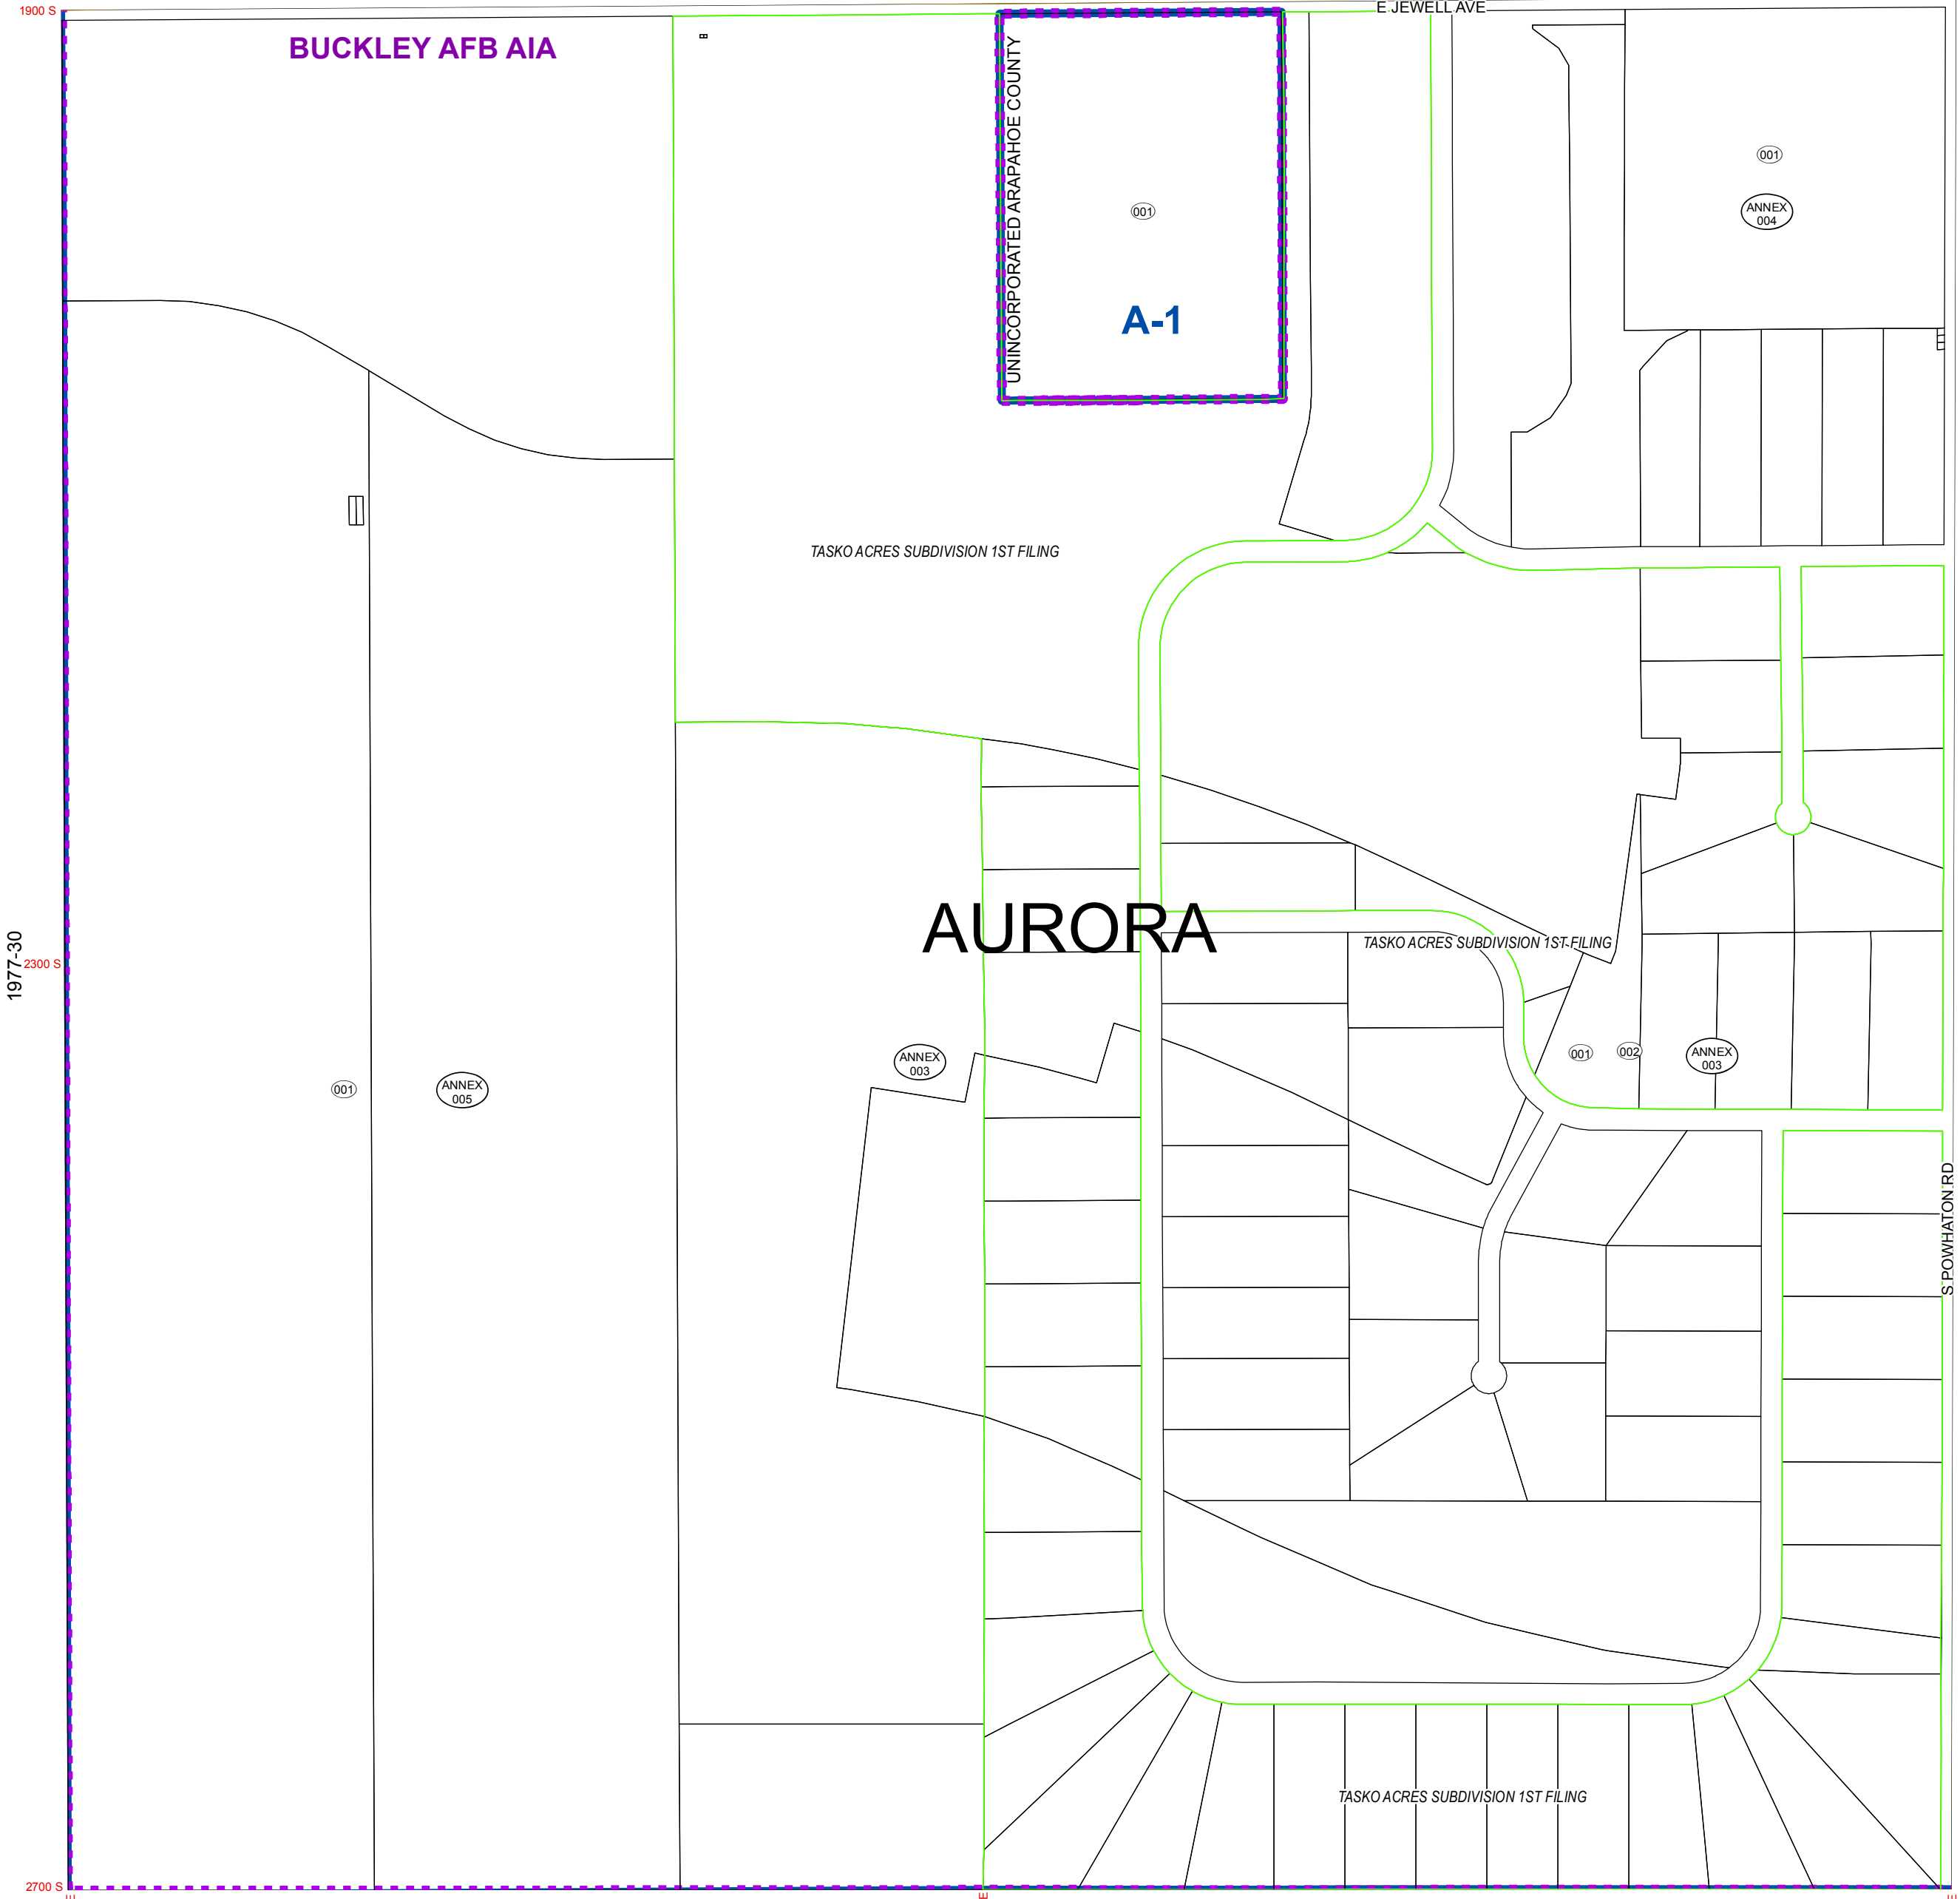 1900 S
E JEWELL AVE
BUCKLEY AFB AIA
UNINCORPORATED ARAPAHOE COUNTY
001
ANNEX
004
001
A-1
TASKO ACRES SUBDIVISION 1ST FILING
AURORA
TASKO ACRES SUBDIVISION 1ST FILING
1977-30
2300 S
001
002
ANNEX
003
ANNEX
003
001
ANNEX
005
S POWHATON RD
TASKO ACRES SUBDIVISION 1ST FILING
2700 S
E